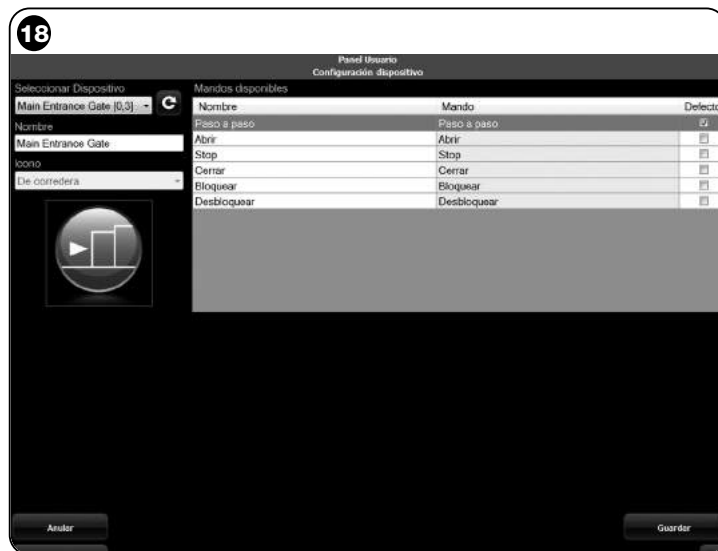 18
Panel Usuario
Configuración dispositivo
Seleccionar Dispositivo
Mandos disponibles
Main Entrance Gate [0,3]
Nombre Mando Defecto
Nombre
Paso a paso Paso a paso
Main Entrance Gate
Abrir Abrir
Stop Stop
Icono
Cerrar Cerrar
De corredera
Bloquear Bloquear
Desbloquear Desbloquear
Anular
Guardar